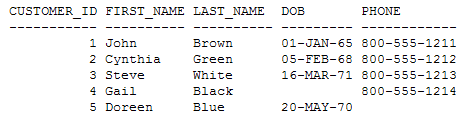 CUSTOMER_ID FIRST_NAME LAST_NAME  DOB       PHONE
----------- ---------- ---------- --------- ------------
          1 John       Brown      01-JAN-65 800-555-1211
          2 Cynthia    Green      05-FEB-68 800-555-1212
          3 Steve      White      16-MAR-71 800-555-1213
          4 Gail       Black                800-555-1214
          5 Doreen     Blue       20-MAY-70